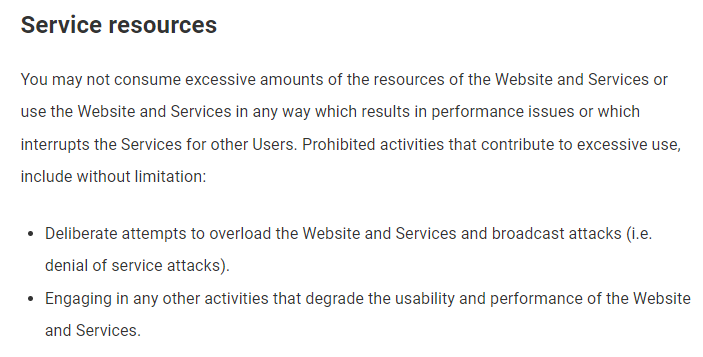 Service resources
You may not consume excessive amounts of the resources of the Website and Services or
use the Website and Services in any way which results in performance issues or which
interrupts the Services for other Users. Prohibited activities that contribute to excessive use,
include without limitation:
• Deliberate attempts to overload the Website and Services and broadcast attacks (i.e.
denial of service attacks).
• Engaging in any other activities that degrade the usability and performance of the Website
and Services.